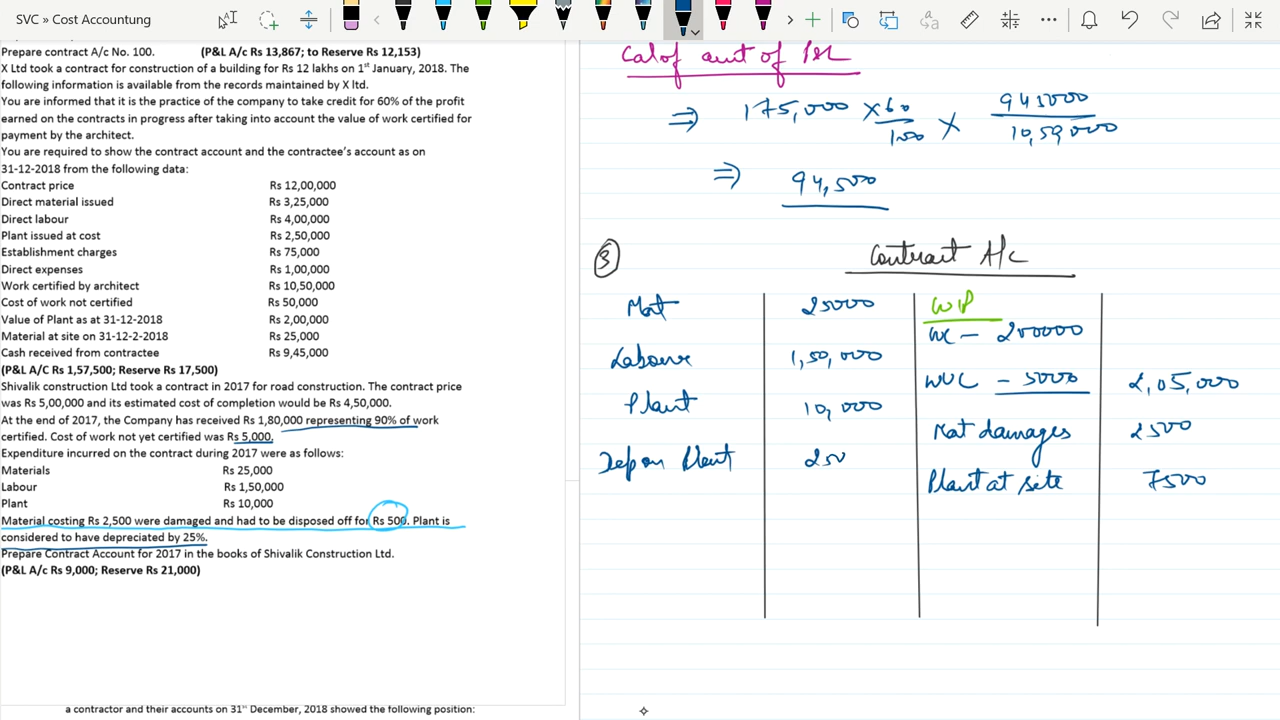 SVC » Cost Accountung
Prepare contract A/c No. 100. (P&L A/c Rs 13,867; to Reserve Rs 12,153)
X Ltd took a contract for construction of a building for Rs 12 lakhs on 1st January, 2018. The
following information is available from the records maintained by X ltd.
You are informed that it is the practice of the company to take credit for 60% of the profit
earned on the contracts in progress after taking into account the value of work certified for
payment by the architect.
You are required to show the contract account and the contractee's account as on
31-12-2018 from the following data:
Contract price Rs 12,00,000
Direct material issued Rs 3,25,000
Direct labour Rs 4,00,000
Plant issued at cost Rs 2,50,000
Establishment charges Rs 75,000
Direct expenses Rs 1,00,000
Work certified by architect Rs 10,50,000
Cost of work not certified Rs 50,000
Value of Plant as at 31-12-2018 Rs 2,00,000
Material at site on 31-12-2-2018 Rs 25,000
Cash received from contractee Rs 9,45,000
(P&L A/C Rs 1,57,500; Reserve Rs 17,500)
Shivalik construction Ltd took a contract in 2017 for road construction. The contract price
was Rs 5,00,000 and its estimated cost of completion would be Rs 4,50,000.
At the end of 2017, the Company has received Rs 1,80,000 representing 90% of work
certified. Cost of work not yet certified was Rs 5,000.
Expenditure incurred on the contract during 2017 were as follows:
Materials Rs 25,000
Labour Rs 1,50,000
Plant Rs 10,000
Material costing Rs 2,500 were damaged and had to be disposed off for Rs 500. Plant is
considered to have depreciated by 25%.
Prepare Contract Account for 2017 in the books of Shivalik Construction Ltd.
(P&L A/c Rs 9,000; Reserve Rs 21,000)
a contractor and their accounts on 31st December, 2018 showed the following position:
Cal of amt of P&L
⇒ 175,000 × 60/100 × 945000/10,50,000
⇒ 94,500
③ Contract A/c
Mat 25000 WIP
WC – 200000
Labour 1,50,000
WUC – 5000 2,05,000
Plant 10,000
Mat damages 2500
Dep on Plant 250
Plant at site 7500